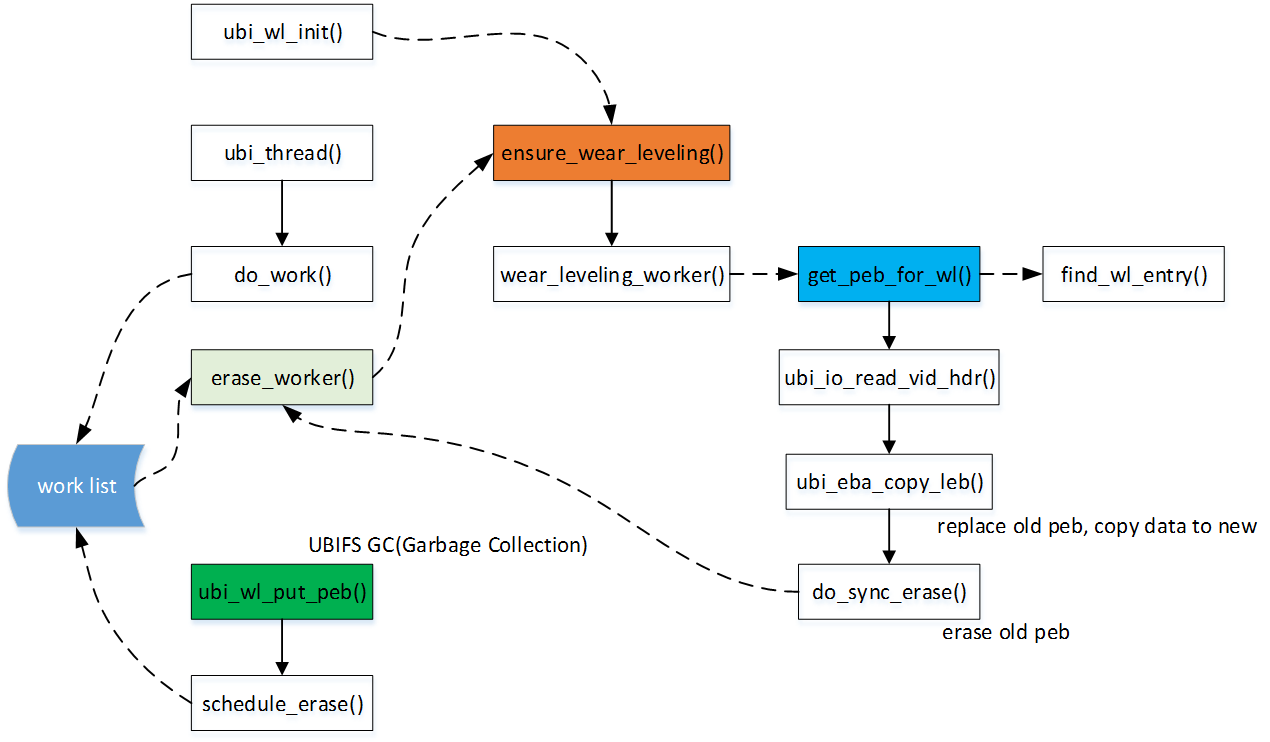 ubi_wl_init()
ubi_thread()
ensure_wear_leveling()
do_work()
wear_leveling_worker()
get_peb_for_wl()
find_wl_entry()
erase_worker()
ubi_io_read_vid_hdr()
work list
ubi_eba_copy_leb()
replace old peb, copy data to new
UBIFS GC(Garbage Collection)
ubi_wl_put_peb()
do_sync_erase()
erase old peb
schedule_erase()